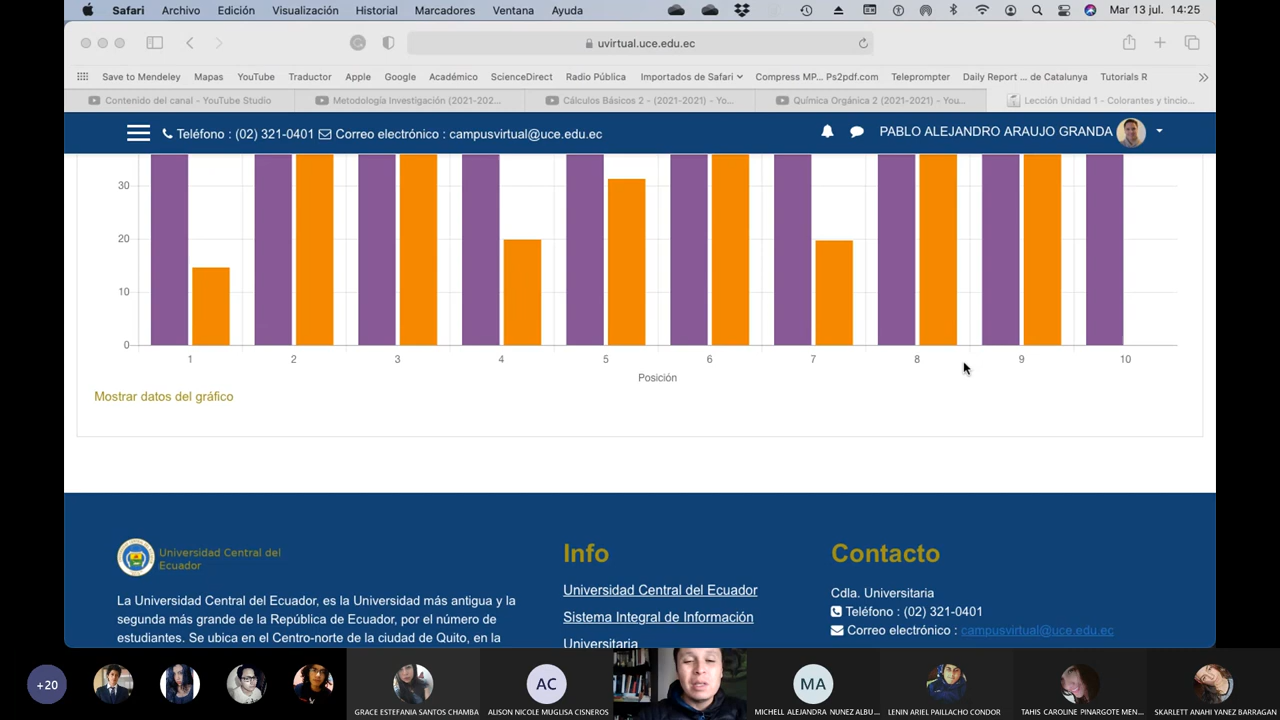 Safari Archivo Edición Visualización Historial Marcadores Ventana Ayuda Mar 13 jul. 14:25
uvirtual.uce.edu.ec
Save to Mendeley Mapas YouTube Traductor Apple Google Académico ScienceDirect Radio Pública Importados de Safari Compress MP... Ps2pdf.com Teleprompter Daily Report ... de Catalunya Tutorials R
Contenido del canal - YouTube Studio Metodología Investigación (2021-202... Cálculos Básicos 2 - (2021-2021) - Yo... Química Orgánica 2 (2021-2021) - You... Lección Unidad 1 - Colorantes y tincio...
Teléfono : (02) 321-0401 Correo electrónico : campusvirtual@uce.edu.ec PABLO ALEJANDRO ARAUJO GRANDA
30
20
10
0
1 2 3 4 5 6 7 8 9 10
Posición
Mostrar datos del gráfico
Universidad Central del
Ecuador
La Universidad Central del Ecuador, es la Universidad más antigua y la
segunda más grande de la República de Ecuador, por el número de
estudiantes. Se ubica en el Centro-norte de la ciudad de Quito, en la
Info
Universidad Central del Ecuador
Sistema Integral de Información
Universitaria
Contacto
Cdla. Universitaria
Teléfono : (02) 321-0401
Correo electrónico : campusvirtual@uce.edu.ec
+20 AC MA
GRACE ESTEFANIA SANTOS CHAMBA ALISON NICOLE MUGLISA CISNEROS MICHELL ALEJANDRA NUNEZ ALBU... LENIN ARIEL PAILLACHO CONDOR TAHIS CAROLINE PINARGOTE MEN... SKARLETT ANAHI YANEZ BARRAGAN